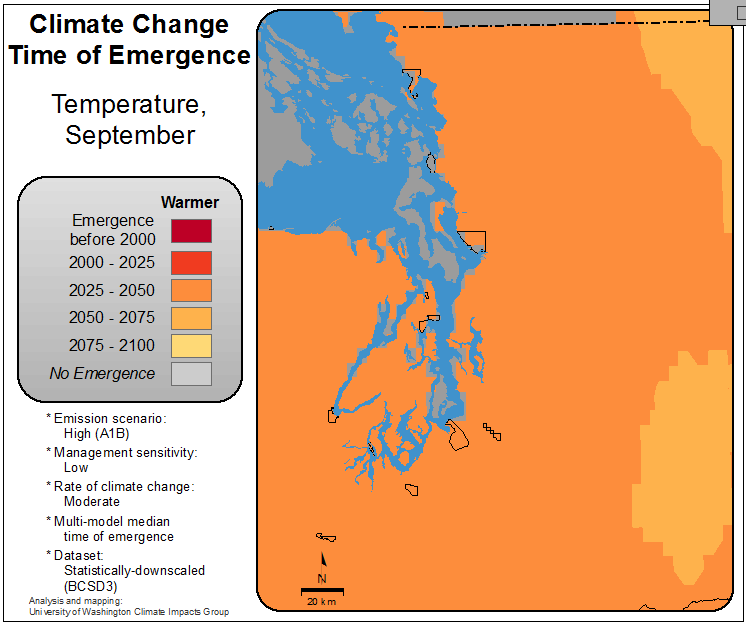 Climate Change
Time of Emergence
Temperature,
September
Warmer
Emergence
before 2000
2000 - 2025
2025 - 2050
2050 - 2075
2075 - 2100
No Emergence
* Emission scenario:
High (A1B)
* Management sensitivity:
Low
* Rate of climate change:
Moderate
* Multi-model median
time of emergence
* Dataset:
Statistically-downscaled
(BCSD3)
Analysis and mapping:
University of Washington Climate Impacts Group
N
20 km